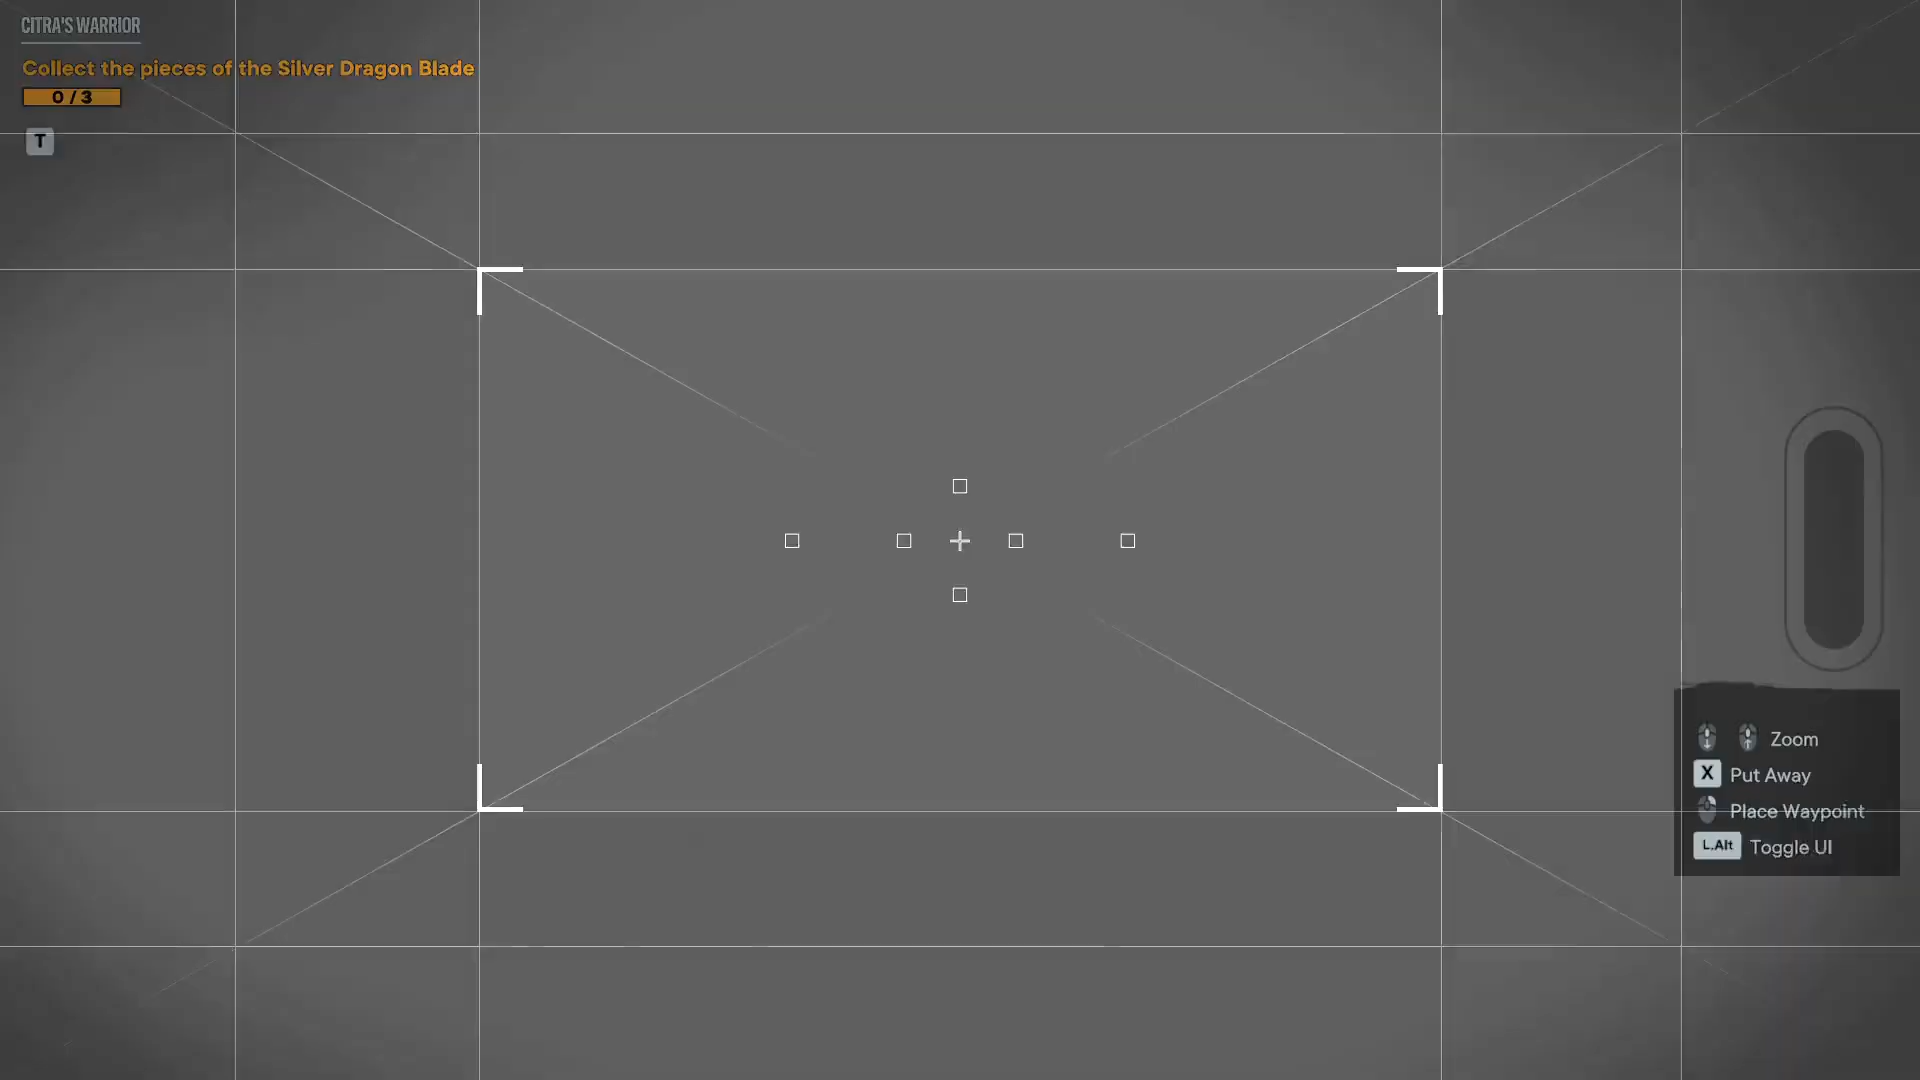 CITRA'S WARRIOR
Collect the pieces of the Silver Dragon Blade
0 / 3
T
Zoom
X Put Away
Place Waypoint
L.Alt Toggle UI